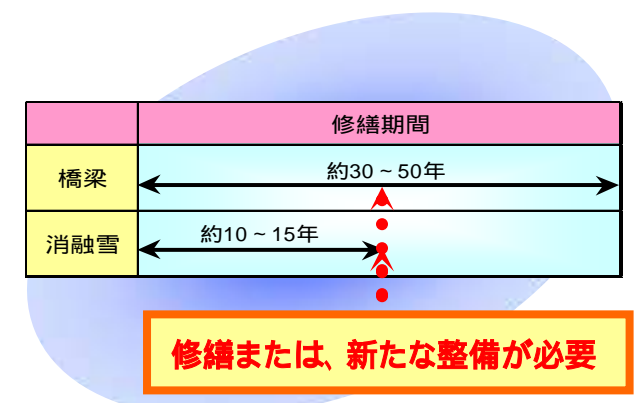 修繕期間
橋梁
約30~50年
消融雪
約10~15年
修繕または、新たな整備が必要